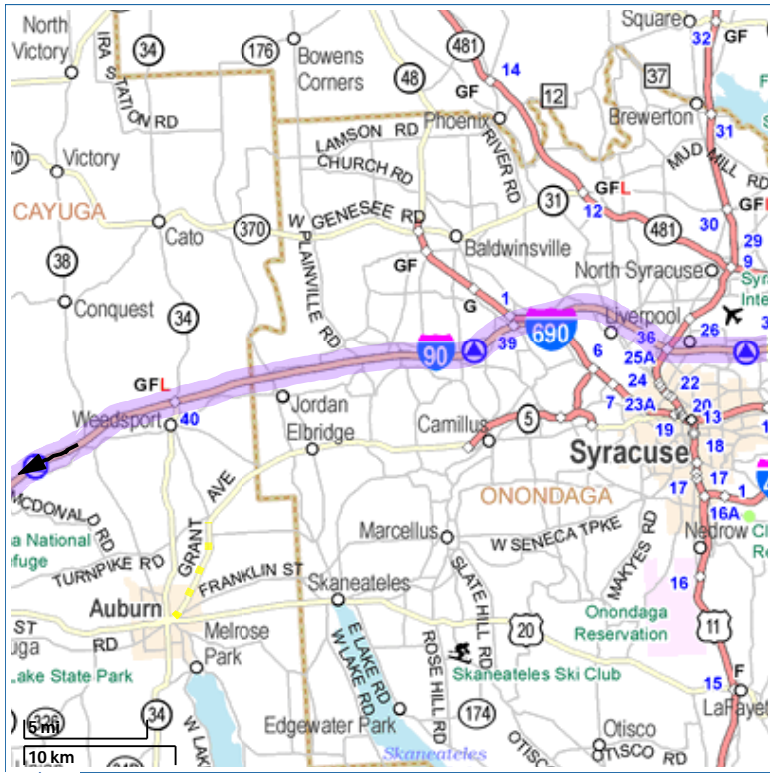 North
Victory
IRA STATION RD
34
176
Bowens
Corners
481
48
GF
14
Square
32
GF
12
37
Brewerton
31
MUD MILL RD
Phoenix
LAMSON RD
CHURCH RD
RIVER RD
Victory
CAYUGA
Cato
370
W GENESEE RD
W PLAINVILLE RD
31
GFL
12
481
30
GFL
29
9
Baldwinsville
North Syracuse
GF
38
Conquest
34
G
1
39
690
Liverpool
36
26
25A
90
GFL
40
Weedsport
Jordan
Elbridge
Camillus
5
6
7
24
22
23A
20
13
19
18
Syracuse
17
17
1
16A
ONONDAGA
MCDONALD RD
AVE
GRANT
TURNPIKE RD
FRANKLIN ST
Marcellus
W SENECA TPKE
MAKYES RD
Nedrow
16
Onondaga
Reservation
11
Auburn
Skaneateles
SLATE HILL RD
ROSE HILL RD
20
ST
RD
Melrose
Park
E LAKE RD
W LAKE RD
Skaneateles Ski Club
Lake State Park
15
F
LaFayet
326
34
W LAK
Edgewater Park
174
Otisco
OTISCO RD
OTISC
Skaneateles
5 mi
10 km